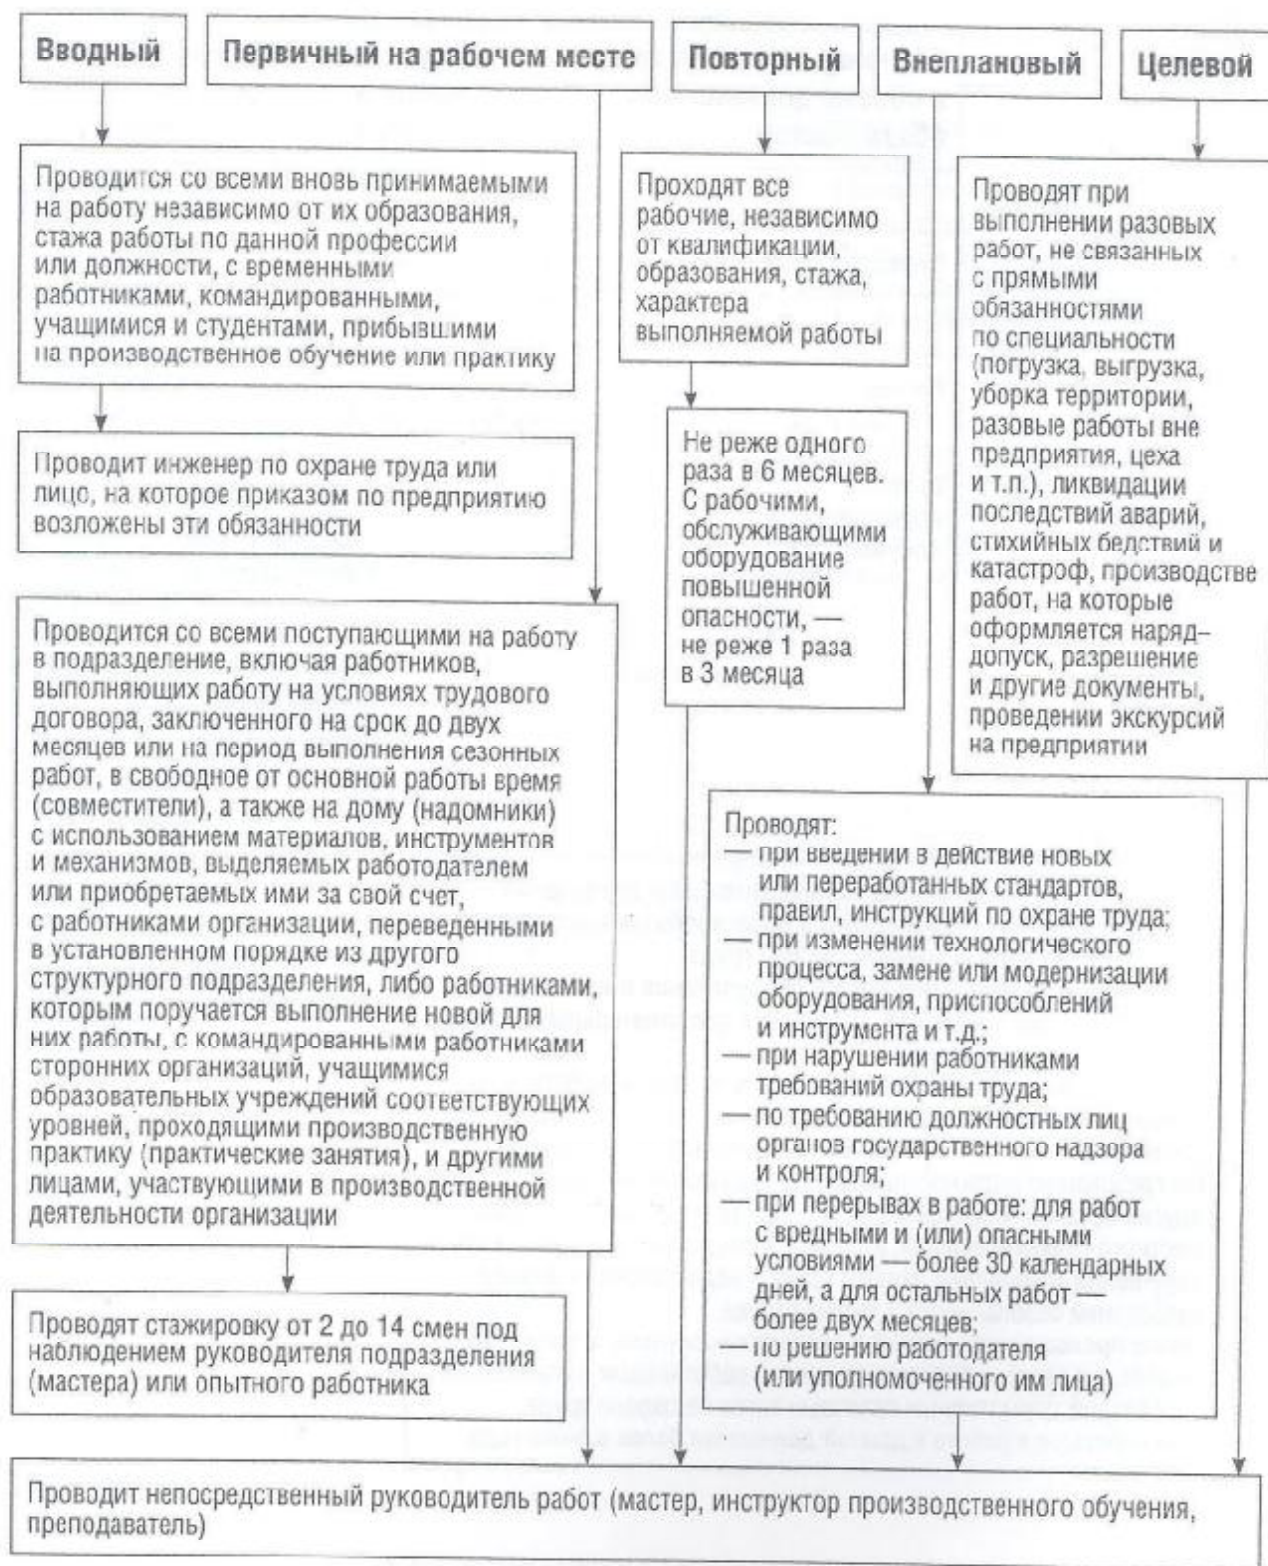 Вводный
Первичный на рабочем месте
Повторный
Внеплановый
Целевой
Проводится со всеми вновь принимаемыми
на работу независимо от их образования,
стажа работы по данной профессии
или должности, с временными
работниками, командированными,
учащимися и студентами, прибывшими
на производственное обучение или практику
Проводит инженер по охране труда или
лицо, на которое приказом по предприятию
возложены эти обязанности
Проводится со всеми поступающими на работу
в подразделение, включая работников,
выполняющих работу на условиях трудового
договора, заключенного на срок до двух
месяцев или на период выполнения сезонных
работ, в свободное от основной работы время
(совместители), а также на дому (надомники)
с использованием материалов, инструментов
и механизмов, выделяемых работодателем
или приобретаемых ими за свой счет,
с работниками организации, переведенными
в установленном порядке из другого
структурного подразделения, либо работниками,
которым поручается выполнение новой для
них работы, с командированными работниками
сторонних организаций, учащимися
образовательных учреждений соответствующих
уровней, проходящими производственную
практику (практические занятия), и другими
лицами, участвующими в производственной
деятельности организации
Проводят стажировку от 2 до 14 смен под
наблюдением руководителя подразделения
(мастера) или опытного работника
Проходят все
рабочие, независимо
от квалификации,
образования, стажа,
характера
выполняемой работы
Не реже одного
раза в 6 месяцев.
С рабочими,
обслуживающими
оборудование
повышенной
опасности, —
не реже 1 раза
в 3 месяца
Проводят:
— при введении в действие новых
или переработанных стандартов,
правил, инструкций по охране труда;
— при изменении технологического
процесса, замене или модернизации
оборудования, приспособлений
и инструмента и т.д.;
— при нарушении работниками
требований охраны труда;
— по требованию должностных лиц
органов государственного надзора
и контроля;
— при перерывах в работе: для работ
с вредными и (или) опасными
условиями — более 30 календарных
дней, а для остальных работ —
более двух месяцев;
— по решению работодателя
(или уполномоченного им лица)
Проводят при
выполнении разовых
работ, не связанных
с прямыми
обязанностями
по специальности
(погрузка, выгрузка,
уборка территории,
разовые работы вне
предприятия, цеха
и т.п.), ликвидации
последствий аварий,
стихийных бедствий и
катастроф, производстве
работ, на которые
оформляется наряд–
допуск, разрешение
и другие документы,
проведении экскурсий
на предприятии
Проводит непосредственный руководитель работ (мастер, инструктор производственного обучения,
преподаватель)